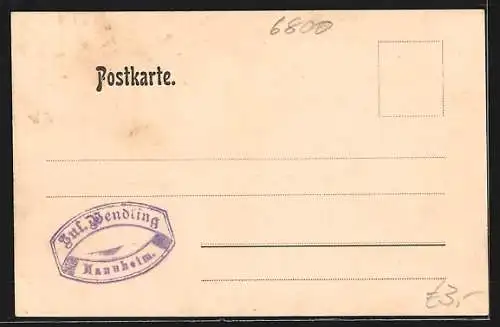 6800
Postkarte.
Jul. Wendling
Mannheim.
£3,-